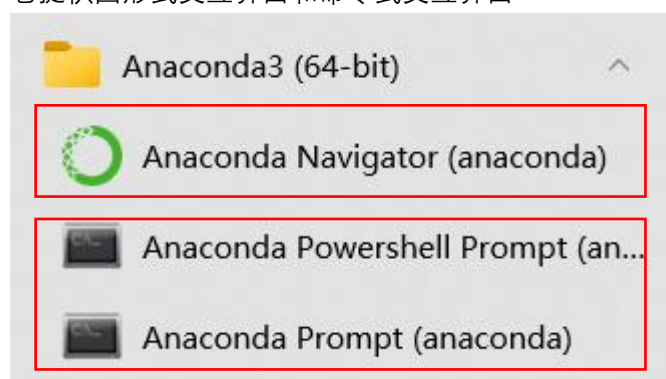 Anaconda3 (64-bit)
Anaconda Navigator (anaconda)
Anaconda Powershell Prompt (an...
Anaconda Prompt (anaconda)